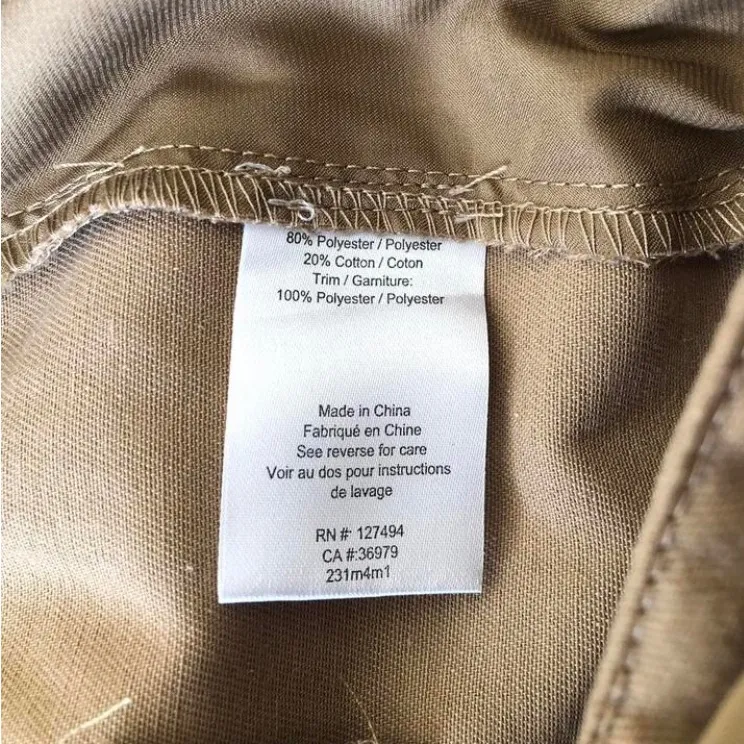 80% Polyester / Polyester
20% Cotton / Coton
Trim / Garniture:
100% Polyester / Polyester
Made in China
Fabriqué en Chine
See reverse for care
Voir au dos pour instructions
de lavage
RN #: 127494
CA #:36979
231m4m1